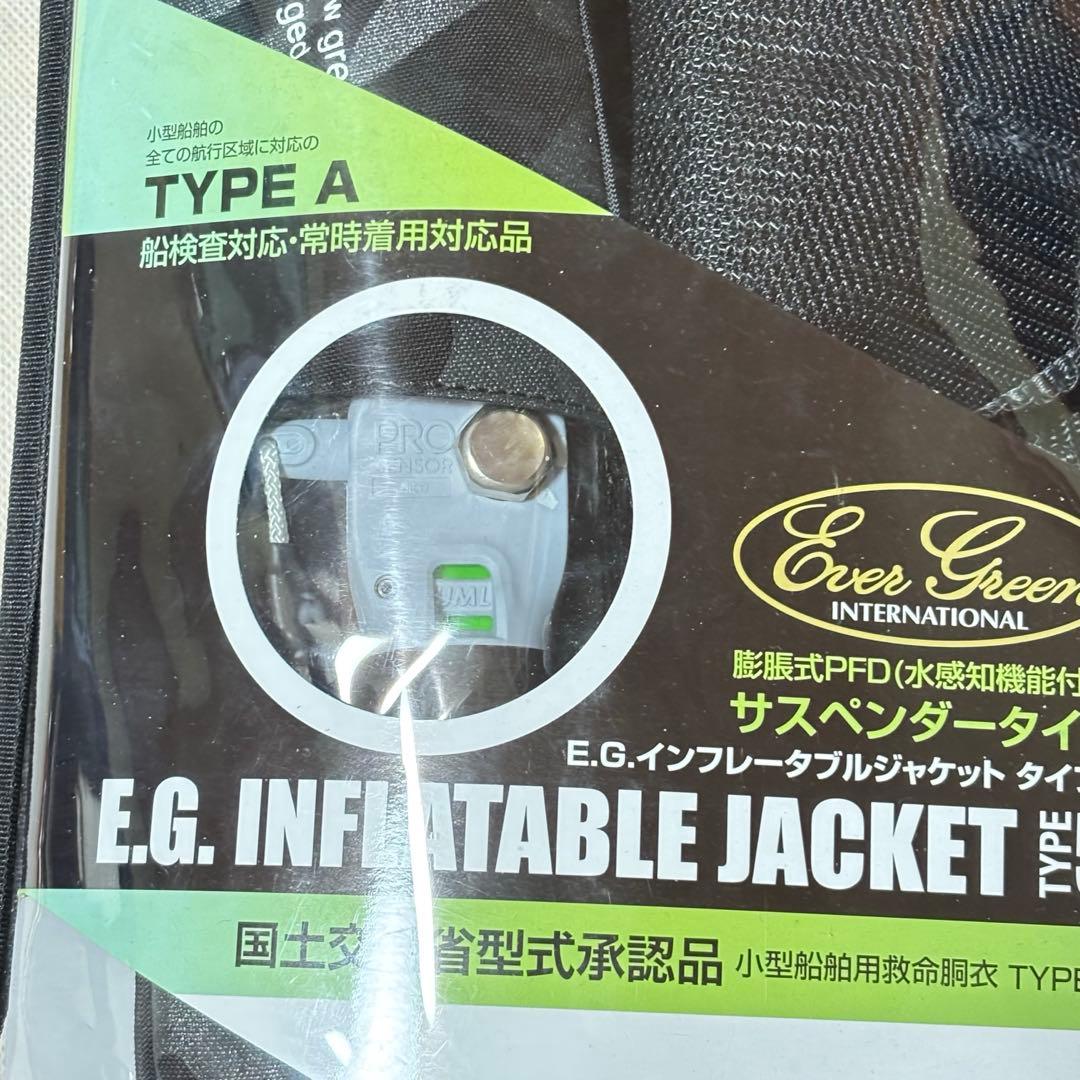 小型船舶の
全ての航行区域に対応の
TYPE A
船検査対応・常時着用対応品
PRO
SENSOR
UML
Ever Green
INTERNATIONAL
膨脹式PFD(水感知機能付
サスペンダータイ
E.G.インフレータブルジャケット タイプ
E.G. INFLATABLE JACKET
TYPE
国土交 省型式承認品 小型船舶用救命胴衣 TYPE